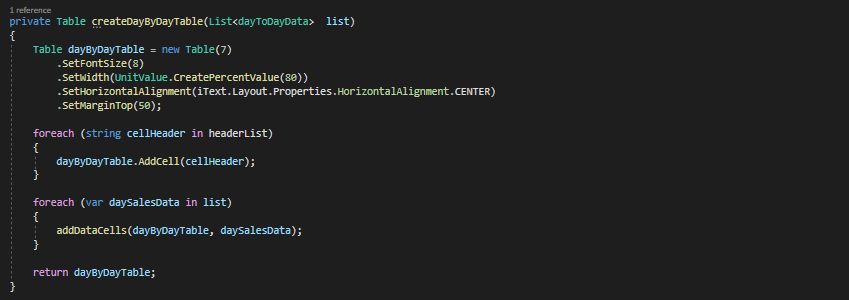 1 reference
private Table createDayByDayTable(List<dayToDayData>  list)
{
    Table dayByDayTable = new Table(7)
        .SetFontSize(8)
        .SetWidth(UnitValue.CreatePercentValue(80))
        .SetHorizontalAlignment(iText.Layout.Properties.HorizontalAlignment.CENTER)
        .SetMarginTop(50);

    foreach (string cellHeader in headerList)
    {
        dayByDayTable.AddCell(cellHeader);
    }

    foreach (var daySalesData in list)
    {
        addDataCells(dayByDayTable, daySalesData);
    }

    return dayByDayTable;
}